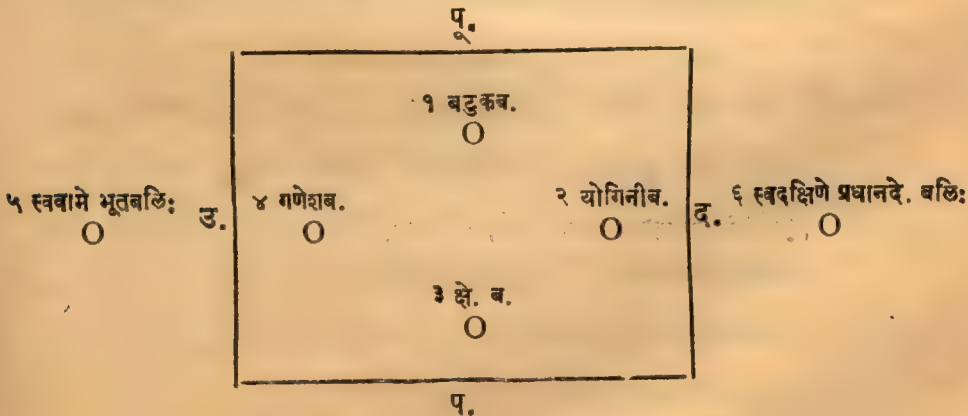 पू.
१ बटुकब.
O
५ स्ववामे भूतबलिः
O
उ.
४ गणेशब.
O
२ योगिनीब.
O
द.
६ स्वदक्षिणे प्रधानदे. बलिः
O
३ क्षे. ब.
O
प.